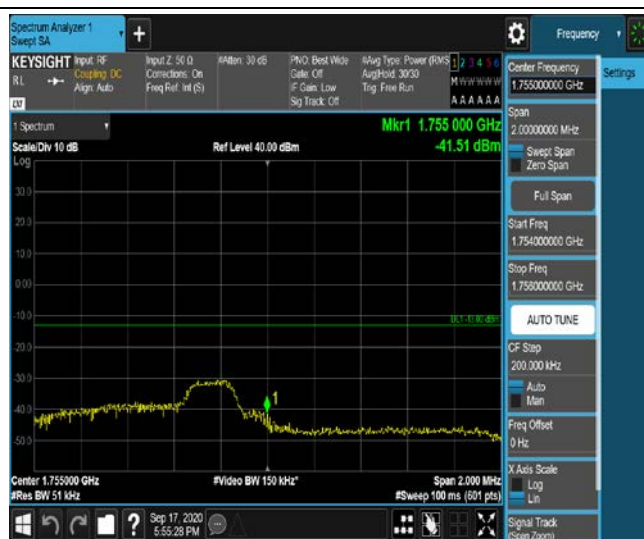 Spectrum Analyzer 1
Swept SA
Frequency
KEYSIGHT
RL
LXI
Input: RF
Coupling: DC
Align: Auto
Input Z: 50 Ω
Corrections: On
Freq Ref: Int (S)
#Atten: 30 dB
PNO: Best Wide
Gate: Off
IF Gain: Low
Sig Track: Off
#Avg Type: Power (RMS
Avg|Hold: 30/30
Trig: Free Run
1 2 3 4 5 6
M W W W W W
A A A A A A
1 Spectrum
Scale/Div 10 dB
Log
Ref Level 40.00 dBm
Mkr1 1.755 000 GHz
-41.51 dBm
30.0
20.0
10.0
0.00
-10.0
DL1 -13.00 dBm
-20.0
-30.0
-40.0
1
-50.0
Center 1.755000 GHz
#Res BW 51 kHz
#Video BW 150 kHz*
Span 2.000 MHz
#Sweep 100 ms (601 pts)
Sep 17, 2020
5:55:28 PM
Settings
Center Frequency
1.755000000 GHz
Span
2.00000000 MHz
Swept Span
Zero Span
Full Span
Start Freq
1.754000000 GHz
Stop Freq
1.756000000 GHz
AUTO TUNE
CF Step
200.000 kHz
Auto
Man
Freq Offset
0 Hz
X Axis Scale
Log
Lin
Signal Track
(Span Zoom)